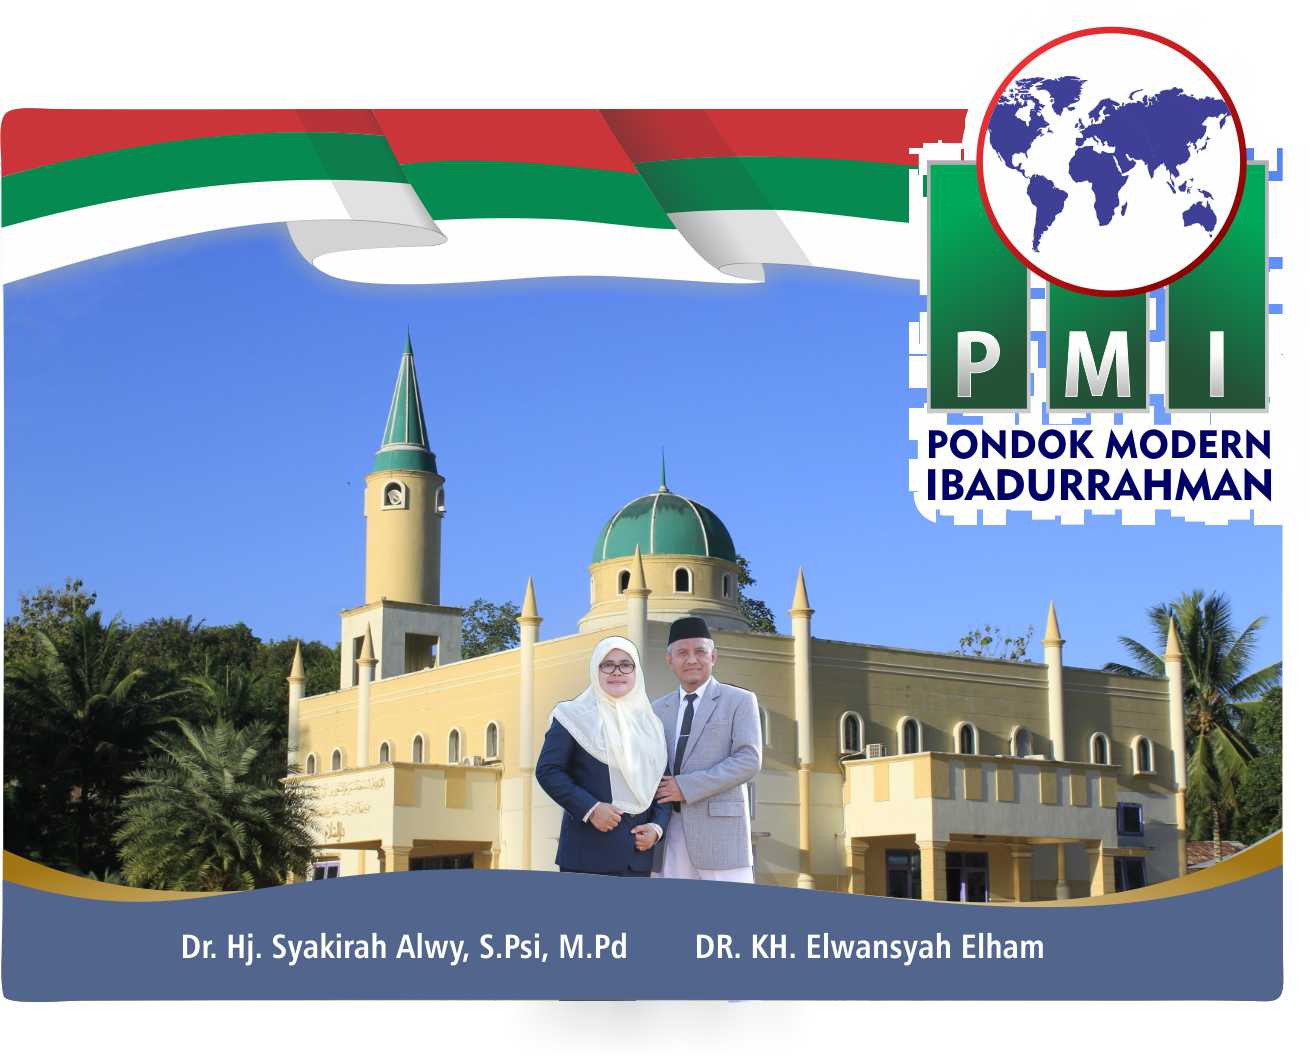 P M I
PONDOK MODERN
IBADURRAHMAN
Dr. Hj. Syakirah Alwy, S.Psi, M.Pd
DR. KH. Elwansyah Elham